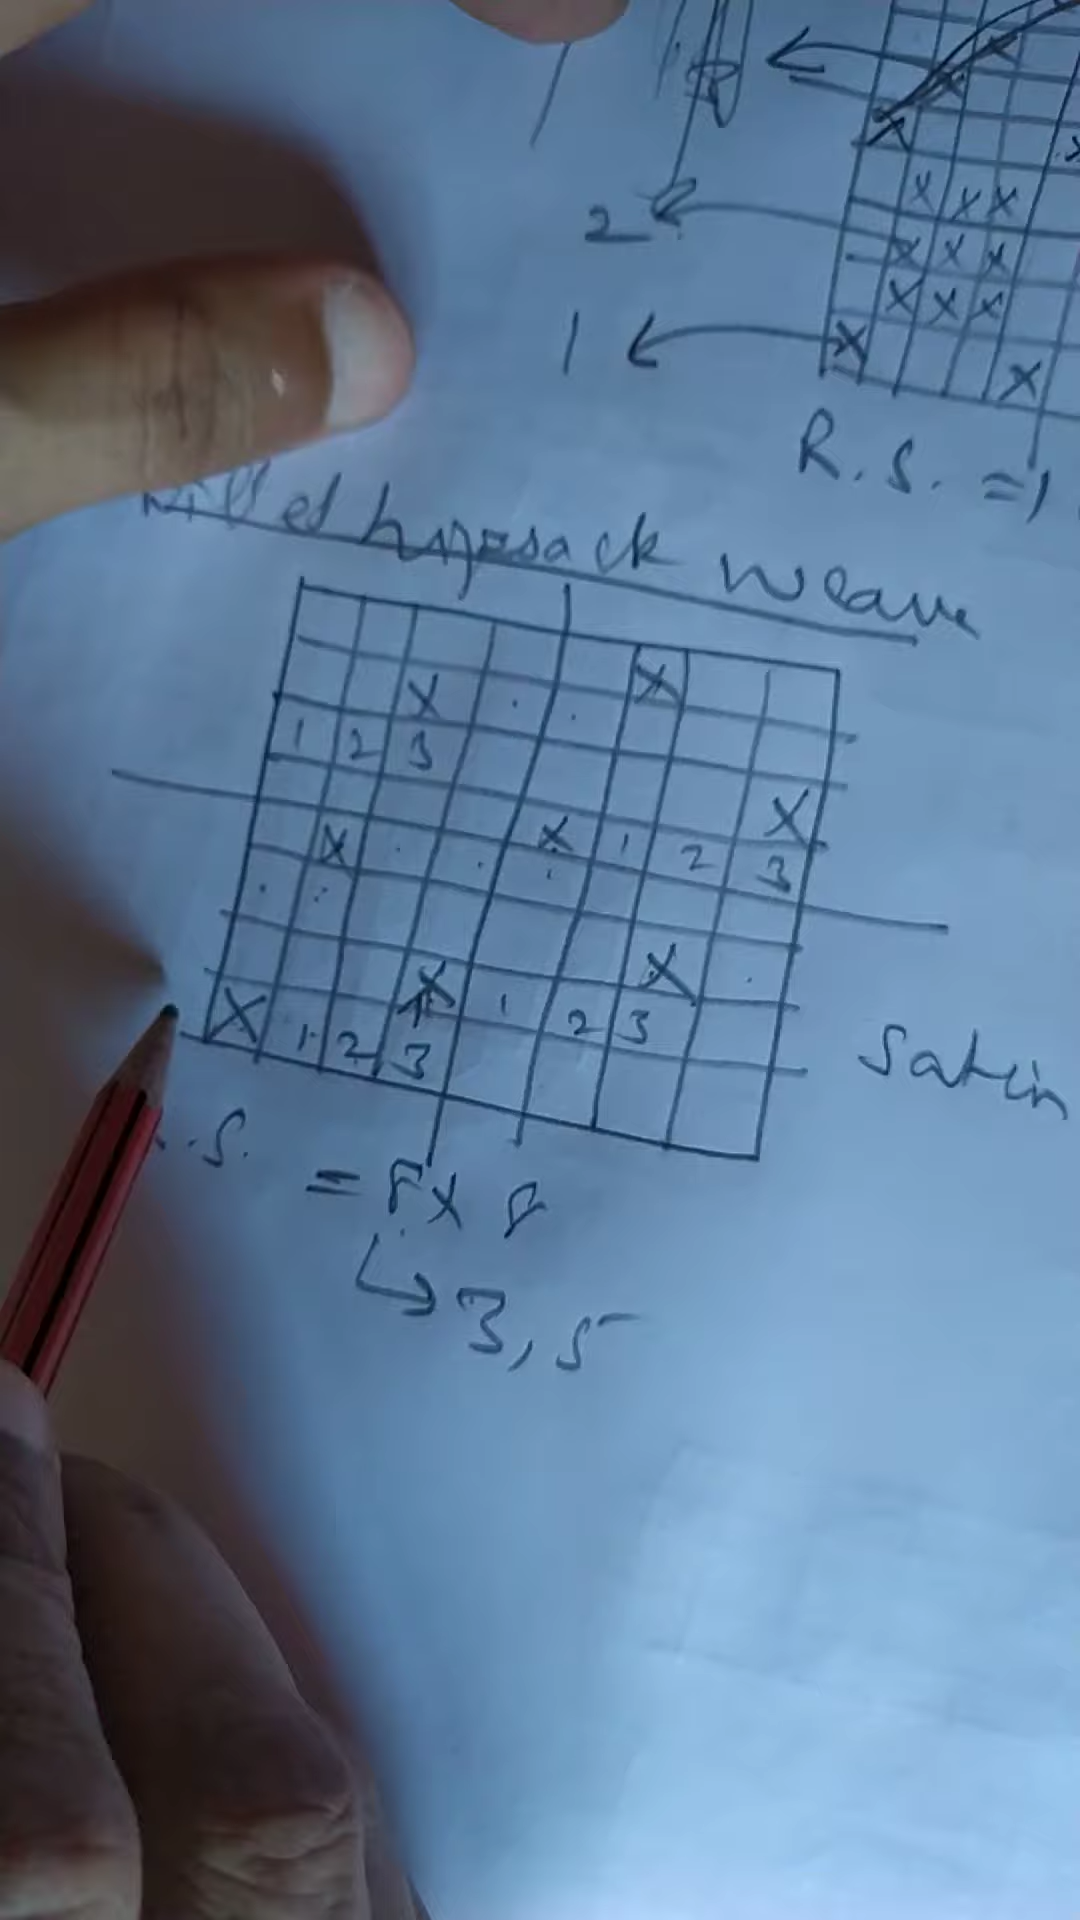 2
X X X
X X X
X X X
1
X
X
R. S. = 1
hopsack weave
X X
1 2 3
X
X X 1 2 3
X X
X 1 2 3 1 2 3
Satin
.S. = 8 x 8
3, 5